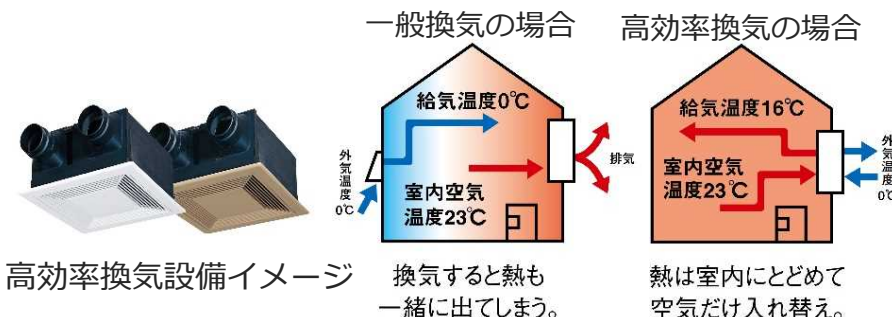 一般換気の場合
高効率換気の場合
給気温度0℃
外気温度0℃
室内空気
温度23℃
排気
給気温度16℃
室内空気
温度23℃
外気温度0℃
高効率換気設備イメージ
換気すると熱も
一緒に出てしまう。
熱は室内にとどめて
空気だけ入れ替え。